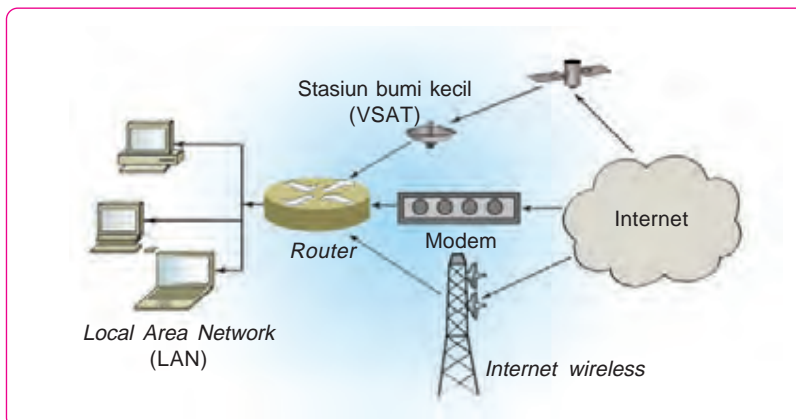 Stasiun bumi kecil
(VSAT)
Internet
Modem
Router
Local Area Network
(LAN)
Internet wireless